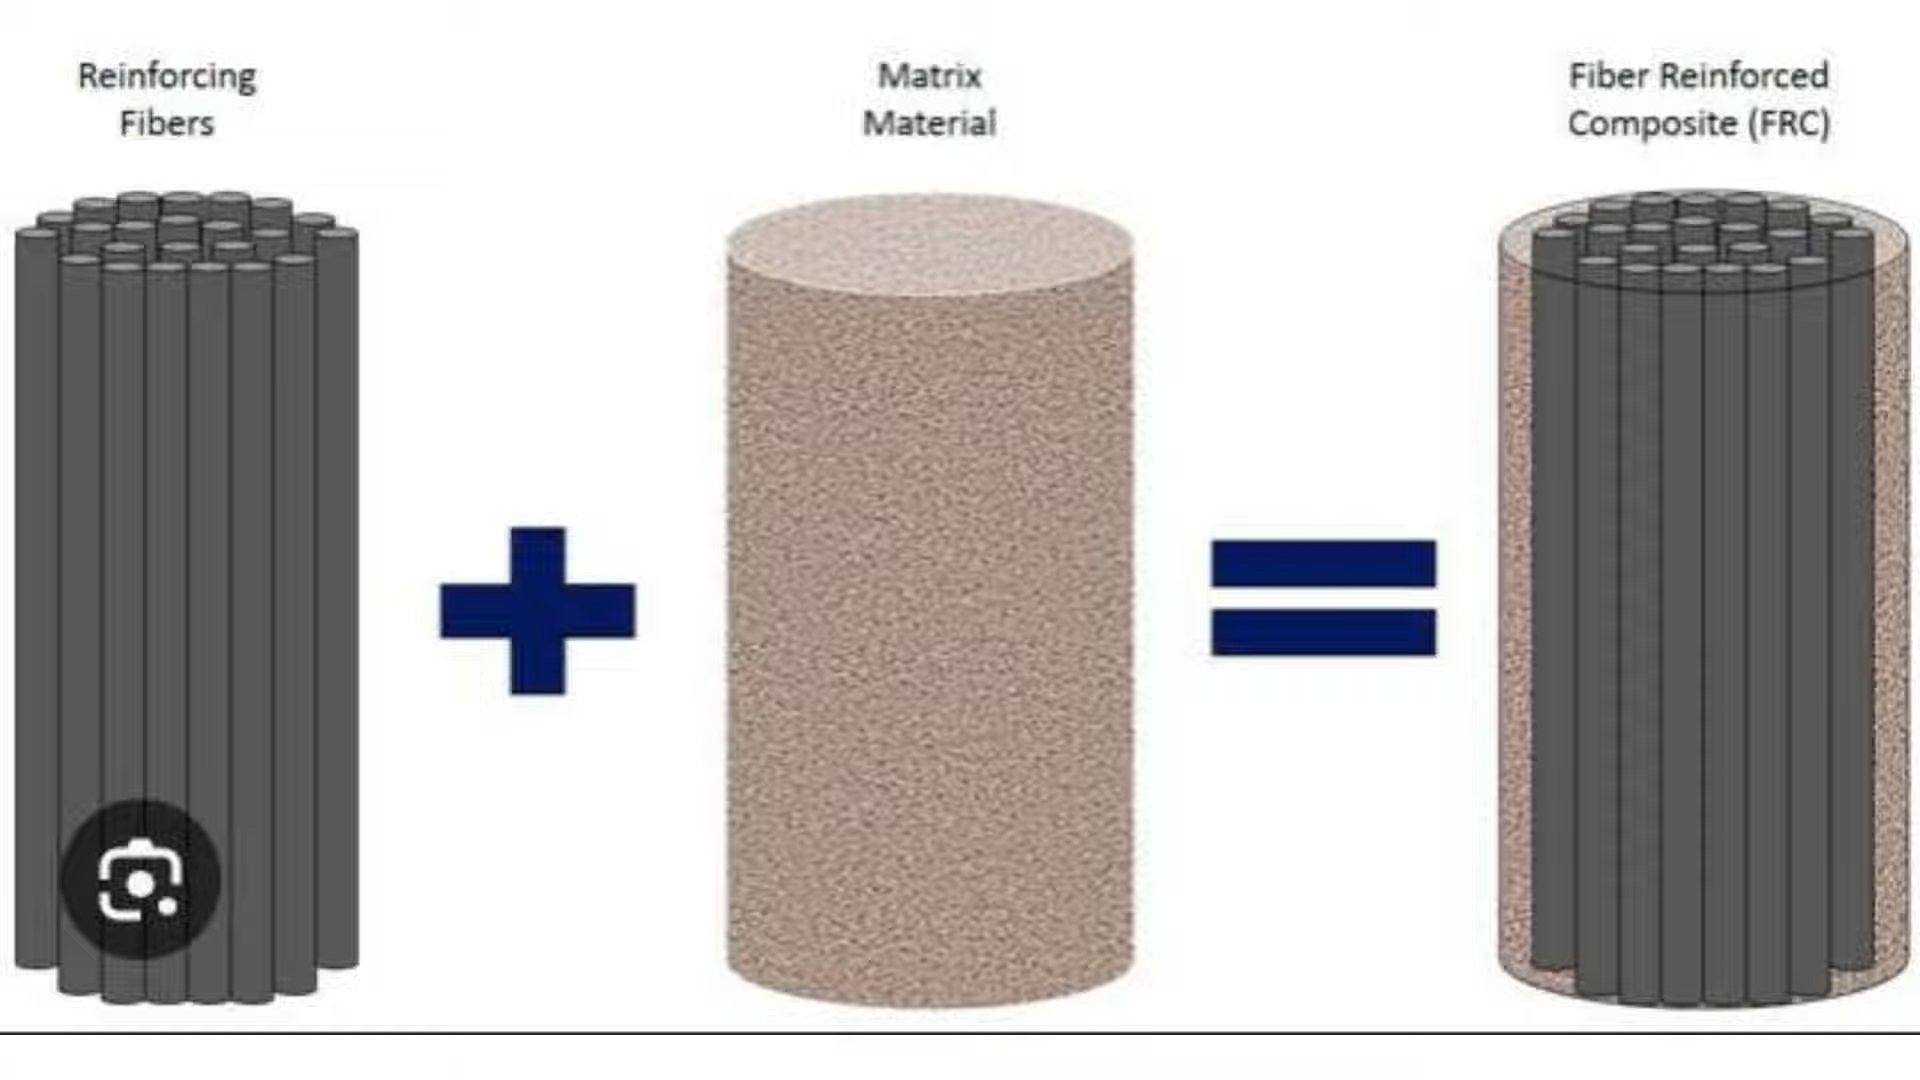 Reinforcing
Fibers
Matrix
Material
Fiber Reinforced
Composite (FRC)